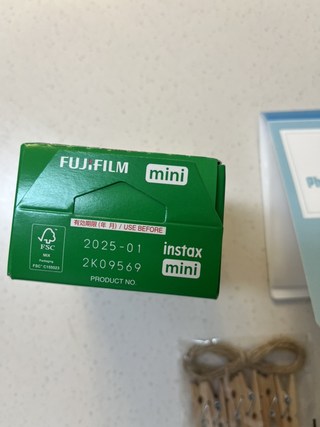 FUJiFILM mini
有効期限(年 月) / USE BEFORE
2025-01
2K09569
PRODUCT NO.
instax
mini
FSC
MIX
Packaging